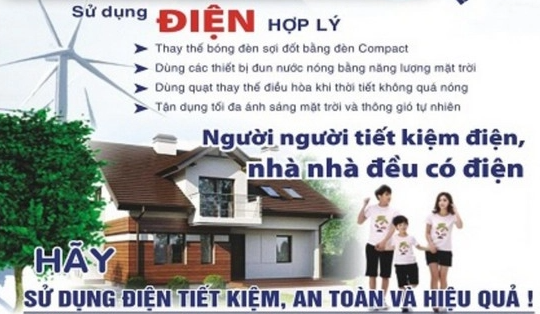 Sử dụng ĐIỆN HỢP LÝ
Thay thế bóng đèn sợi đốt bằng đèn Compact
Dùng các thiết bị đun nước nóng bằng năng lượng mặt trời
Dùng quạt thay thế điều hòa khi thời tiết không quá nóng
Tận dụng tối đa ánh sáng mặt trời và thông gió tự nhiên
Người người tiết kiệm điện,
nhà nhà đều có điện
HÃY
SỬ DỤNG ĐIỆN TIẾT KIỆM, AN TOÀN VÀ HIỆU QUẢ !